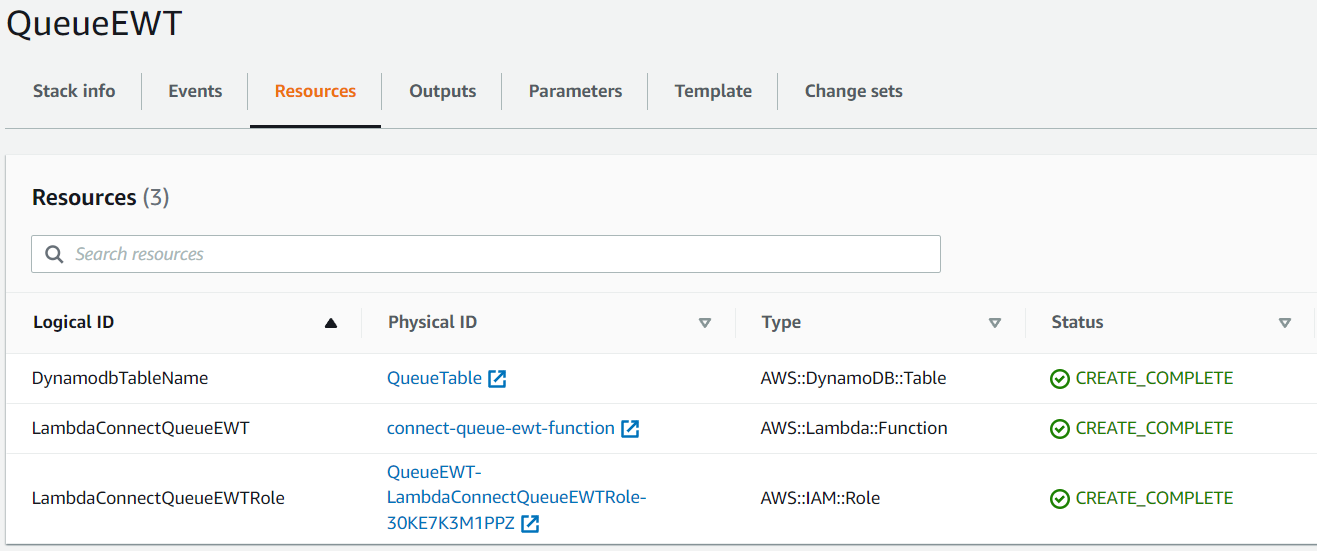 QueueEWT
Stack info Events Resources Outputs Parameters Template Change sets
Resources (3)
Search resources
Logical ID Physical ID Type Status
DynamodbTableName QueueTable AWS::DynamoDB::Table CREATE_COMPLETE
LambdaConnectQueueEWT connect-queue-ewt-function AWS::Lambda::Function CREATE_COMPLETE
QueueEWT-
LambdaConnectQueueEWTRole LambdaConnectQueueEWTRole- AWS::IAM::Role CREATE_COMPLETE
30KE7K3M1PPZ